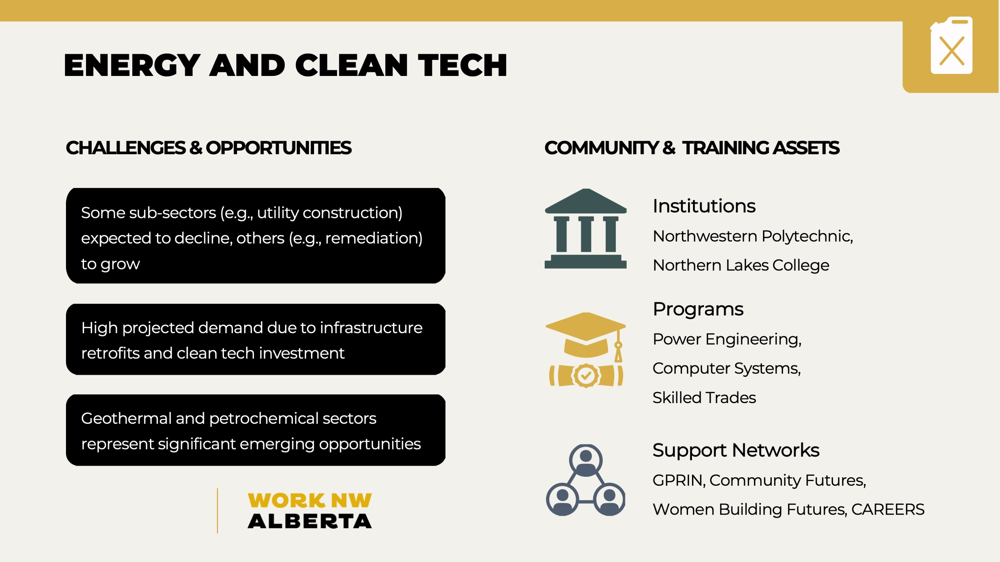 ENERGY AND CLEAN TECH
CHALLENGES & OPPORTUNITIES
Some sub-sectors (e.g., utility construction)
expected to decline, others (e.g., remediation)
to grow
High projected demand due to infrastructure
retrofits and clean tech investment
Geothermal and petrochemical sectors
represent significant emerging opportunities
WORK NW
ALBERTA
COMMUNITY & TRAINING ASSETS
Institutions
Northwestern Polytechnic,
Northern Lakes College
Programs
Power Engineering,
Computer Systems,
Skilled Trades
Support Networks
GPRIN, Community Futures,
Women Building Futures, CAREERS